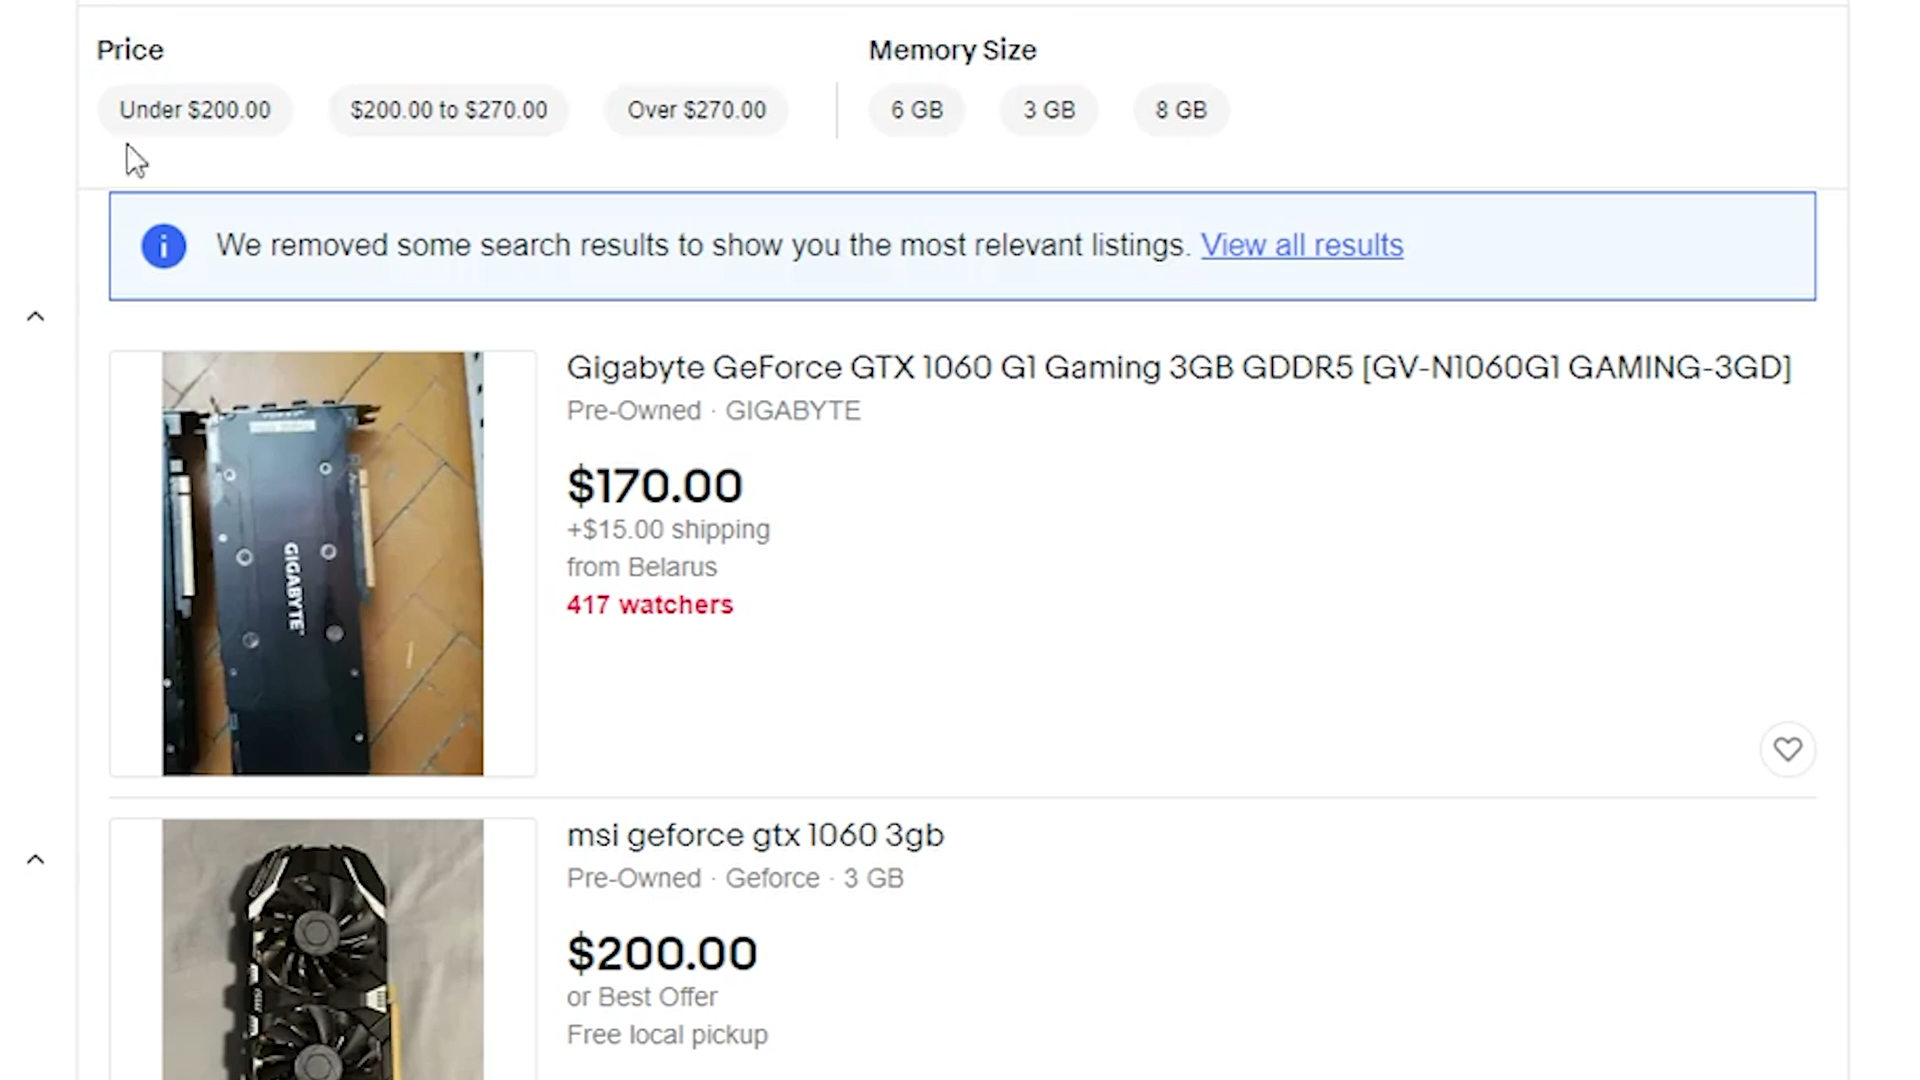 Price
Under $200.00
$200.00 to $270.00
Over $270.00
Memory Size
6 GB
3 GB
8 GB
We removed some search results to show you the most relevant listings. View all results
GIGABYTE
Gigabyte GeForce GTX 1060 G1 Gaming 3GB GDDR5 [GV-N1060G1 GAMING-3GD]
Pre-Owned · GIGABYTE
$170.00
+$15.00 shipping
from Belarus
417 watchers
msi geforce gtx 1060 3gb
Pre-Owned · Geforce · 3 GB
$200.00
or Best Offer
Free local pickup